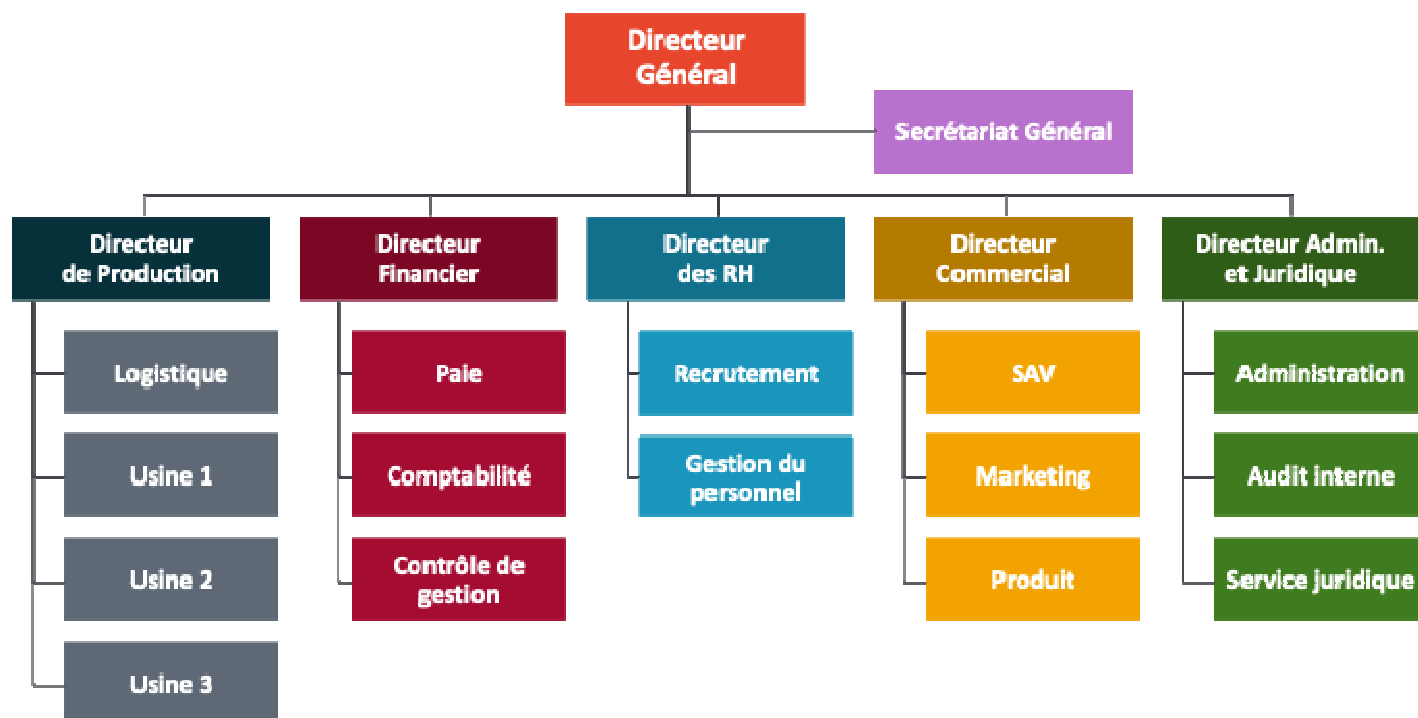 Directeur
Général
Secrétariat Général
Directeur
de Production
Directeur
Financier
Directeur
des RH
Directeur
Commercial
Directeur Admin.
et Juridique
Logistique
Paie
Recrutement
SAV
Administration
Usine 1
Comptabilité
Gestion du
personnel
Marketing
Audit interne
Usine 2
Contrôle de
gestion
Produit
Service juridique
Usine 3